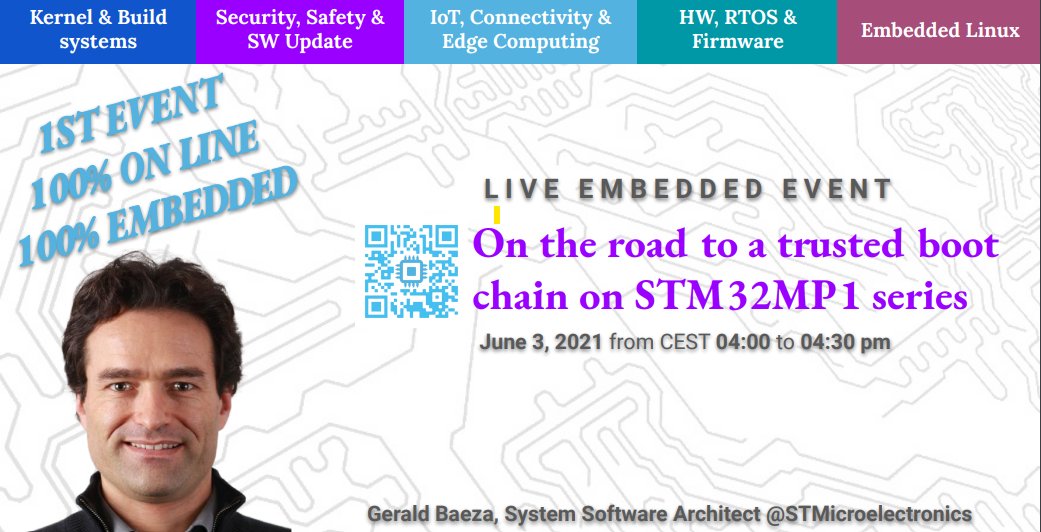 Kernel & Build
systems
Security, Safety &
SW Update
IoT, Connectivity &
Edge Computing
HW, RTOS &
Firmware
Embedded Linux
1ST EVENT
100% ON LINE
100% EMBEDDED
LIVE EMBEDDED EVENT
On the road to a trusted boot
chain on STM32MP1 series
June 3, 2021 from CEST 04:00 to 04:30 pm
Gerald Baeza, System Software Architect @STMicroelectronics